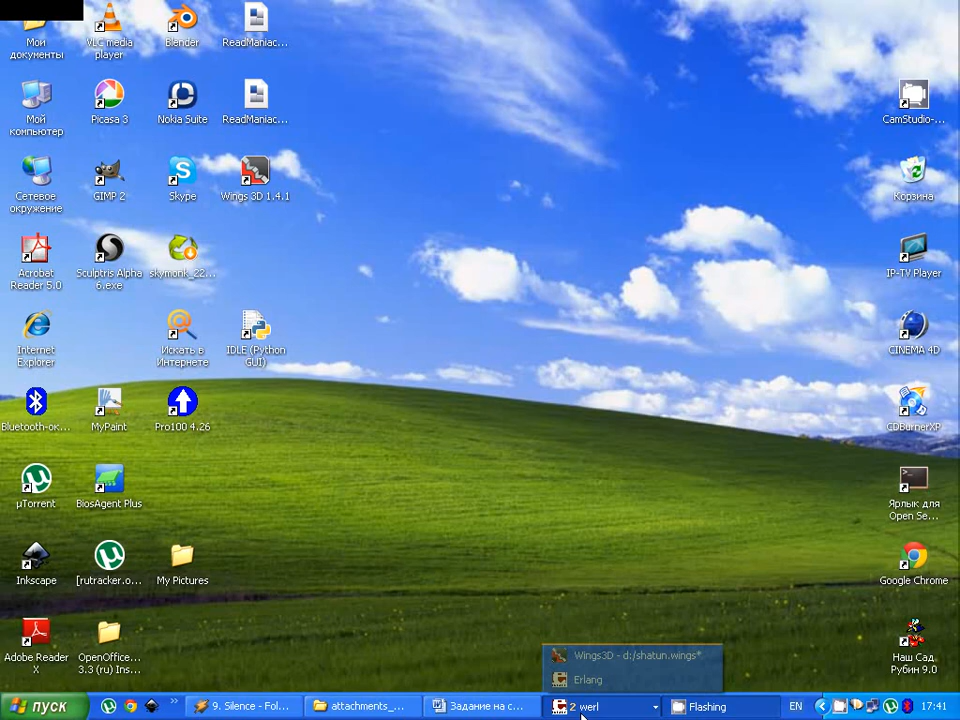 Мои
документы
VLC media
player
Blender
ReadManiac...
Мой
компьютер
Picasa 3
Nokia Suite
ReadManiac...
CamStudio-...
Сетевое
окружение
GIMP 2
Skype
Wings 3D 1.4.1
Корзина
Acrobat
Reader 5.0
Sculptris Alpha
6.exe
skymonk_22...
IP-TV Player
Internet
Explorer
Искать в
Интернете
IDLE (Python
GUI)
CINEMA 4D
Bluetooth-ок...
MyPaint
Pro100 4.26
CDBurnerXP
µTorrent
BiosAgent Plus
Ярлык для
Open Se...
Inkscape
[rutracker.o...
My Pictures
Google Chrome
Adobe Reader
X
OpenOffice...
3.3 (ru) Ins...
Наш Сад
Рубин 9.0
Wings3D - d:/shatun.wings*
Erlang
пуск
9. Silence - Fol...
attachments_...
Задание на с...
2 werl
Flashing
EN
17:41